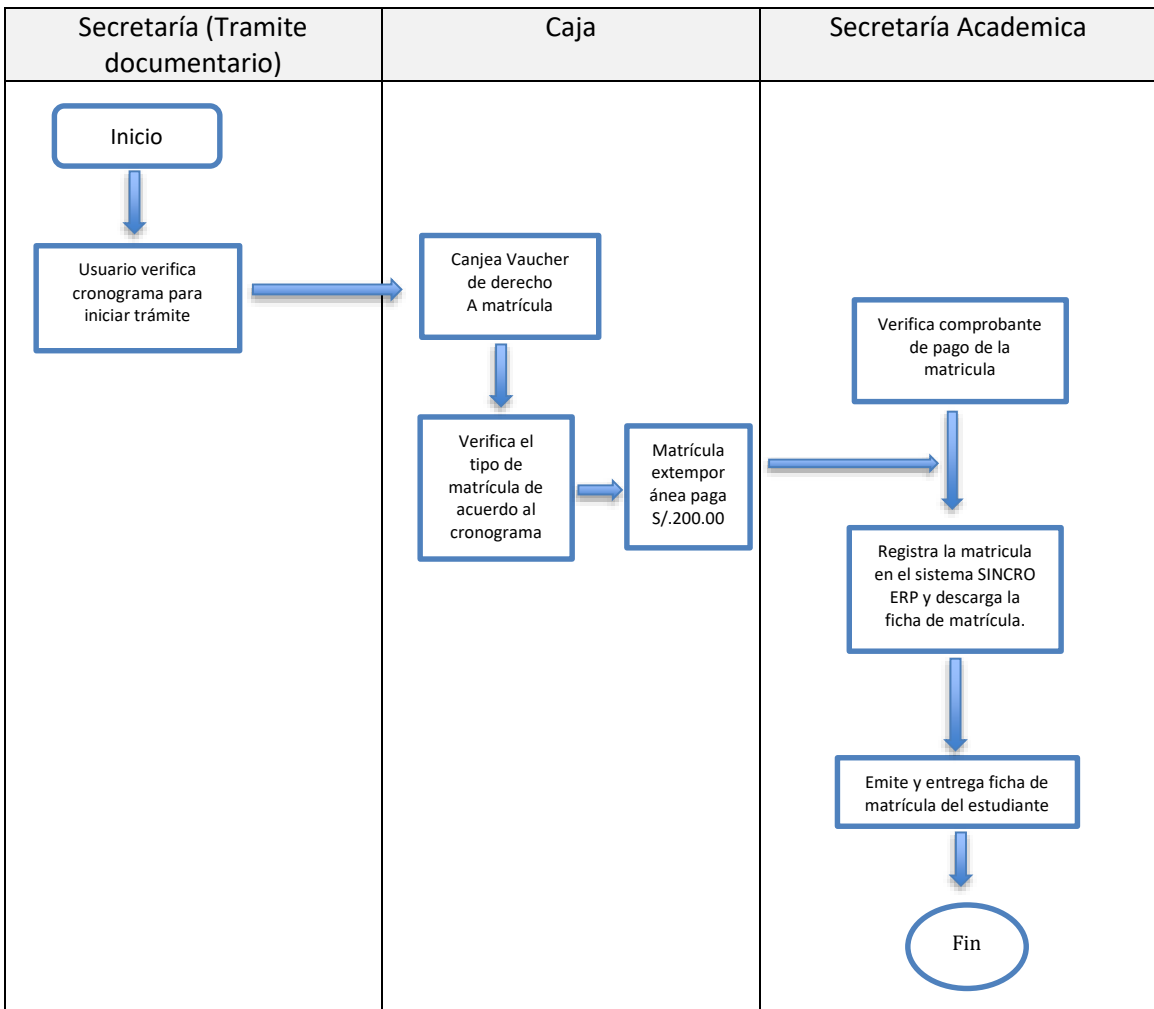 Secretaría (Tramite
documentario)
Caja
Secretaría Academica
Inicio
Usuario verifica
cronograma para
iniciar trámite
Canjea Vaucher
de derecho
A matrícula
Verifica el
tipo de
matrícula de
acuerdo al
cronograma
Matrícula
extempor
ánea paga
S/.200.00
Verifica comprobante
de pago de la
matricula
Registra la matricula
en el sistema SINCRO
ERP y descarga la
ficha de matrícula.
Emite y entrega ficha de
matrícula del estudiante
Fin